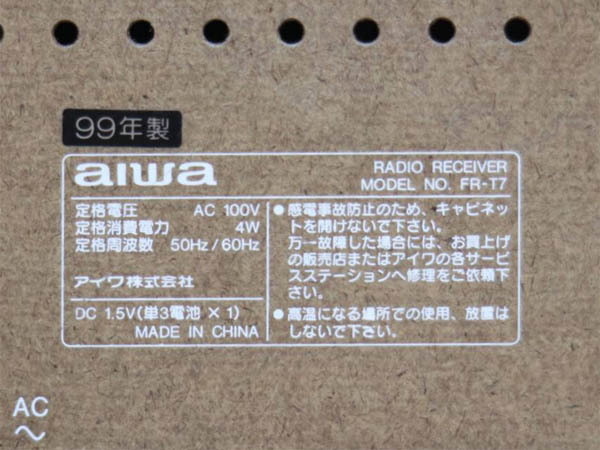 99年製
aiwa
RADIO RECEIVER
MODEL NO. FR-T7
定格電圧 AC 100V
定格消費電力 4W
定格周波数 50Hz / 60Hz
アイワ株式会社
DC 1.5V(単3電池 × 1)
MADE IN CHINA
●感電事故防止のため、キャビネッ
トを開けないで下さい。
万一故障した場合には、お買上げ
の販売店またはアイワの各サービ
スステーションへ修理をご依頼下
さい。
●高温になる場所での使用、放置は
しないで下さい。
AC
～